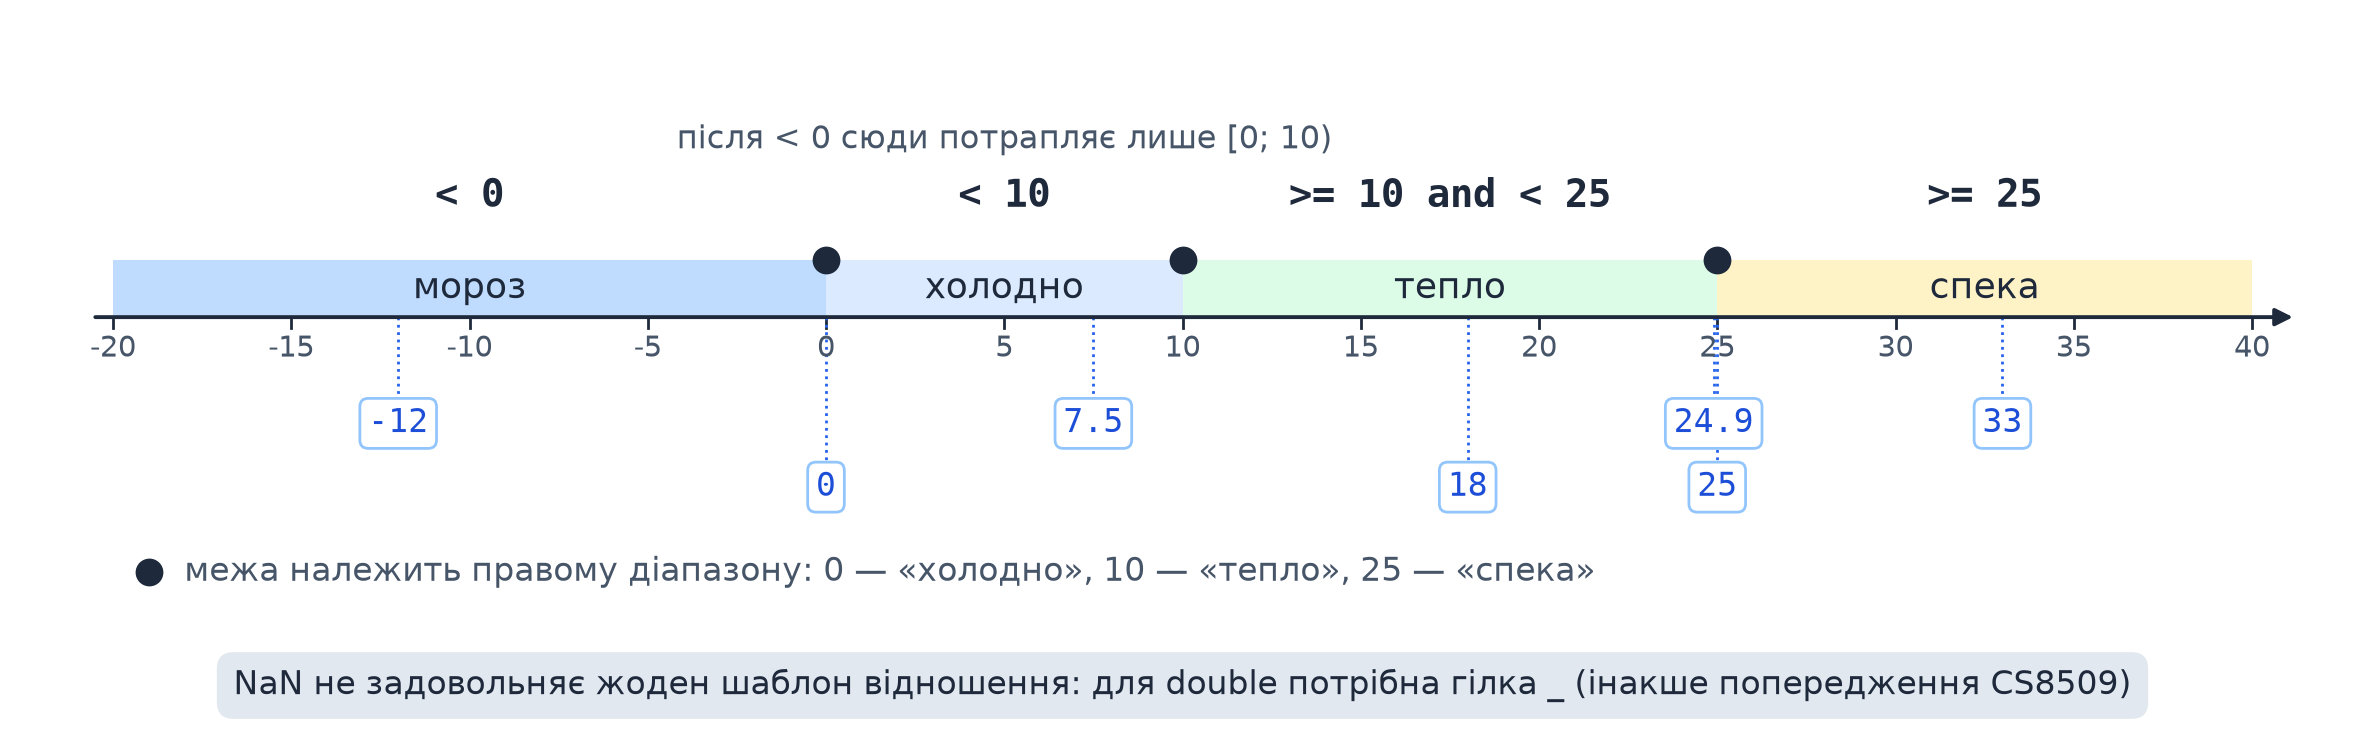 після < 0 сюди потрапляє лише [0; 10)
< 0 < 10 >= 10 and < 25 >= 25
мороз холодно тепло спека
-20 -15 -10 -5 0 5 10 15 20 25 30 35 40
-12 7.5 24.9 33
0 18 25
межа належить правому діапазону: 0 — «холодно», 10 — «тепло», 25 — «спека»
NaN не задовольняє жоден шаблон відношення: для double потрібна гілка _ (інакше попередження CS8509)